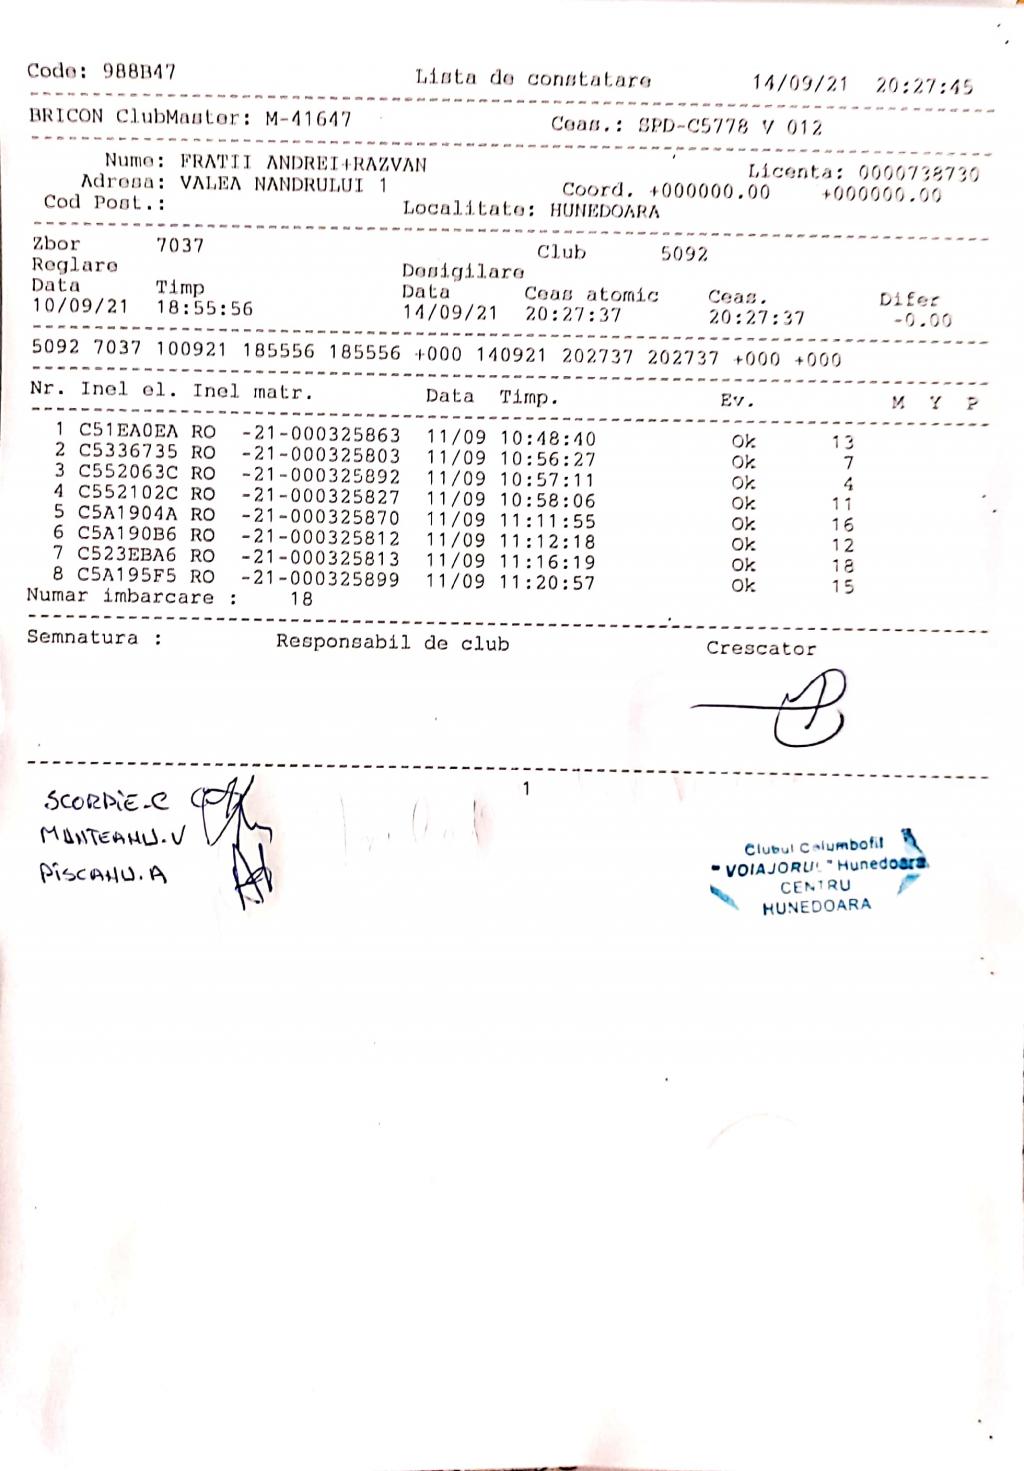 Code: 988B47 Lista de constatare 14/09/21 20:27:45
BRICON ClubMaster: M-41647 Ceas.: SPD-C5778 V 012
Nume: FRATII ANDREI+RAZVAN Licenta: 0000738730
Adresa: VALEA NANDRULUI 1 Coord. +000000.00 +000000.00
Cod Post.: Localitate: HUNEDOARA
Zbor 7037 Club 5092
Reglare Desigilare
Data Timp Data Ceas atomic Ceas. Difer
10/09/21 18:55:56 14/09/21 20:27:37 20:27:37 -0.00
5092 7037 100921 185556 185556 +000 140921 202737 202737 +000 +000
Nr. Inel el. Inel matr. Data Timp. Ev. M Y P
1 C51EA0EA RO -21-000325863 11/09 10:48:40 Ok 13
2 C5336735 RO -21-000325803 11/09 10:56:27 Ok 7
3 C552063C RO -21-000325892 11/09 10:57:11 Ok 4
4 C552102C RO -21-000325827 11/09 10:58:06 Ok 11
5 C5A1904A RO -21-000325870 11/09 11:11:55 Ok 16
6 C5A190B6 RO -21-000325812 11/09 11:12:18 Ok 12
7 C523EBA6 RO -21-000325813 11/09 11:16:19 Ok 18
8 C5A195F5 RO -21-000325899 11/09 11:20:57 Ok 15
Numar imbarcare : 18
Semnatura : Responsabil de club Crescator
1
SCORPIE.C
MUNTEANU.V
PISCANU.A
Clubul Columbofil
"VOIAJORUL" Hunedoara
CENTRU
HUNEDOARA